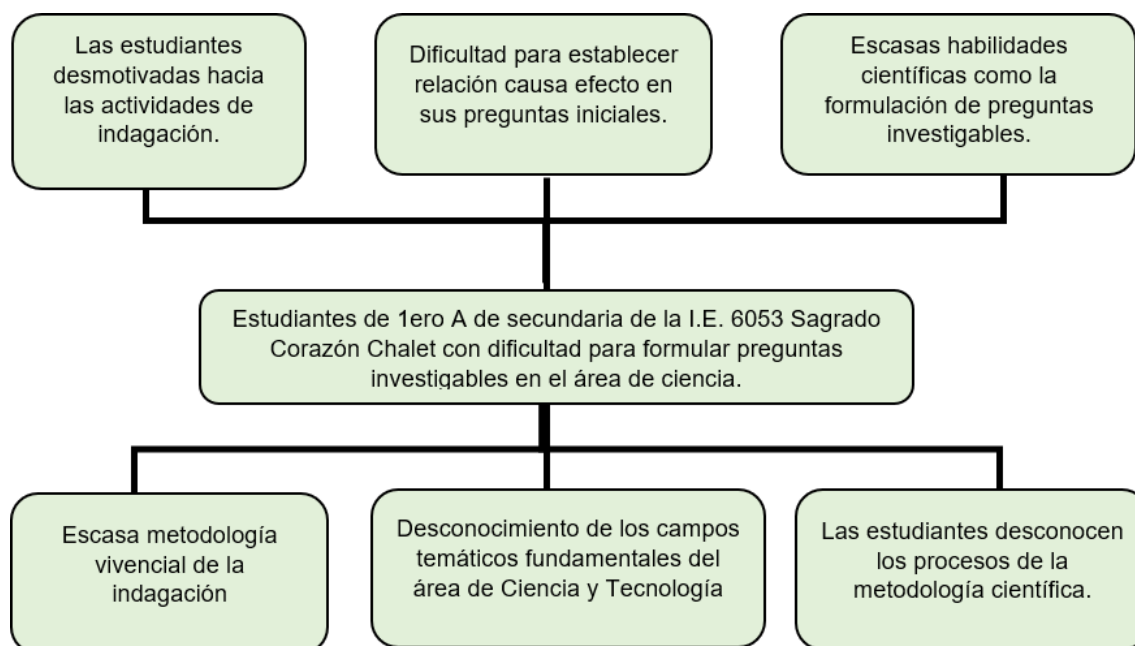 Las estudiantes
desmotivadas hacia
las actividades de
indagación.
Dificultad para establecer
relación causa efecto en
sus preguntas iniciales.
Escasas habilidades
científicas como la
formulación de preguntas
investigables.
Estudiantes de 1ero A de secundaria de la I.E. 6053 Sagrado
Corazón Chalet con dificultad para formular preguntas
investigables en el área de ciencia.
Escasa metodología
vivencial de la
indagación
Desconocimiento de los campos
temáticos fundamentales del
área de Ciencia y Tecnología
Las estudiantes desconocen
los procesos de la
metodología científica.